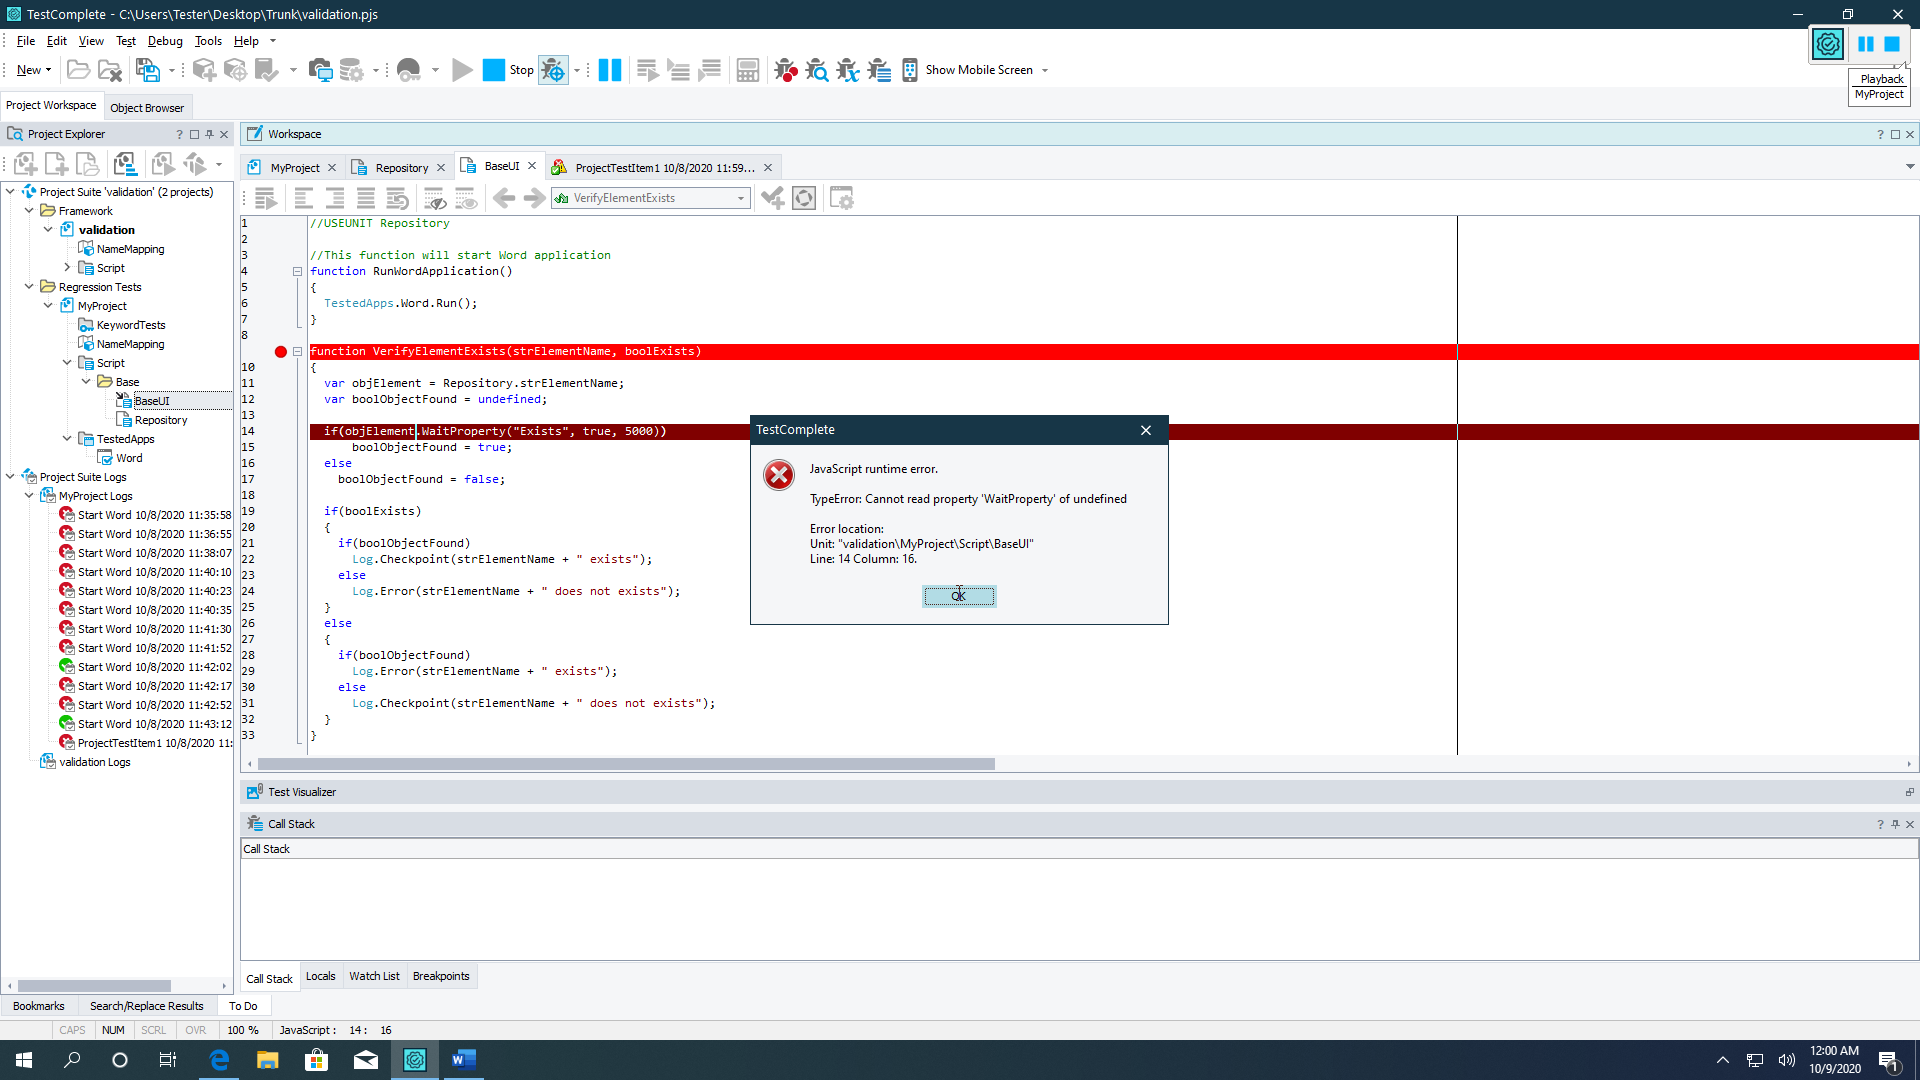 TestComplete - C:\Users\Tester\Desktop\Trunk\validation.pjs
File Edit View Test Debug Tools Help
New
Stop
Show Mobile Screen
Playback
MyProject
Project Workspace
Object Browser
Project Explorer
Project Suite 'validation' (2 projects)
Framework
validation
NameMapping
Script
Regression Tests
MyProject
KeywordTests
NameMapping
Script
Base
BaseUI
Repository
TestedApps
Word
Project Suite Logs
MyProject Logs
Start Word 10/8/2020 11:35:58
Start Word 10/8/2020 11:36:55
Start Word 10/8/2020 11:38:07
Start Word 10/8/2020 11:40:10
Start Word 10/8/2020 11:40:23
Start Word 10/8/2020 11:40:35
Start Word 10/8/2020 11:41:30
Start Word 10/8/2020 11:41:52
Start Word 10/8/2020 11:42:02
Start Word 10/8/2020 11:42:17
Start Word 10/8/2020 11:42:52
Start Word 10/8/2020 11:43:12
ProjectTestItem1 10/8/2020 11:
validation Logs
Workspace
MyProject
Repository
BaseUI
ProjectTestItem1 10/8/2020 11:59...
VerifyElementExists
1 //USEUNIT Repository
2
3 //This function will start Word application
4 function RunWordApplication()
5 {
6 TestedApps.Word.Run();
7 }
8
function VerifyElementExists(strElementName, boolExists)
10 {
11 var objElement = Repository.strElementName;
12 var boolObjectFound = undefined;
13
14 if(objElement.WaitProperty("Exists", true, 5000))
15 boolObjectFound = true;
16 else
17 boolObjectFound = false;
18
19 if(boolExists)
20 {
21 if(boolObjectFound)
22 Log.Checkpoint(strElementName + " exists");
23 else
24 Log.Error(strElementName + " does not exists");
25 }
26 else
27 {
28 if(boolObjectFound)
29 Log.Error(strElementName + " exists");
30 else
31 Log.Checkpoint(strElementName + " does not exists");
32 }
33 }
TestComplete
JavaScript runtime error.
TypeError: Cannot read property 'WaitProperty' of undefined
Error location:
Unit: "validation\MyProject\Script\BaseUI"
Line: 14 Column: 16.
OK
Test Visualizer
Call Stack
Call Stack
Call Stack Locals Watch List Breakpoints
Bookmarks Search/Replace Results To Do
CAPS NUM SCRL OVR 100 % JavaScript : 14 : 16
12:00 AM
10/9/2020
1